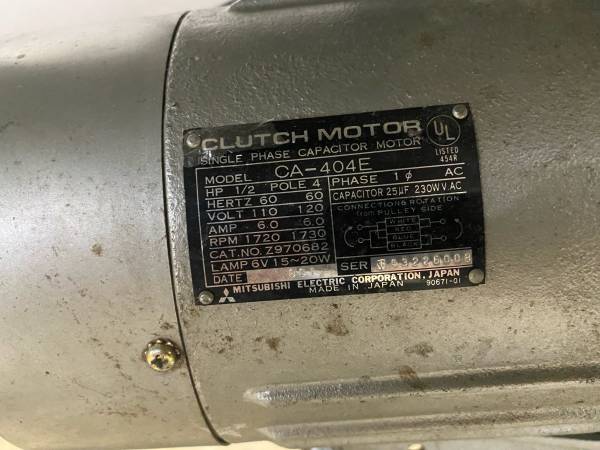 CLUTCH MOTOR
UL
LISTED
454R
SINGLE PHASE CAPACITOR MOTOR
MODEL CA-404E
HP 1/2 POLE 4
HERTZ 60 60
VOLT 110 120
AMP 6.0 6.0
RPM 1720 1730
CAT.NO.Z970682
LAMP 6V 15~20W
DATE
PHASE 1ϕ AC
CAPACITOR 25µF 230WV.AC
CONNECTIONS ROTATION
(from PULLEY SIDE)
WHITE
RED
BLUE
BLACK
SER
MITSUBISHI ELECTRIC CORPORATION, JAPAN
MADE IN JAPAN 90671-01